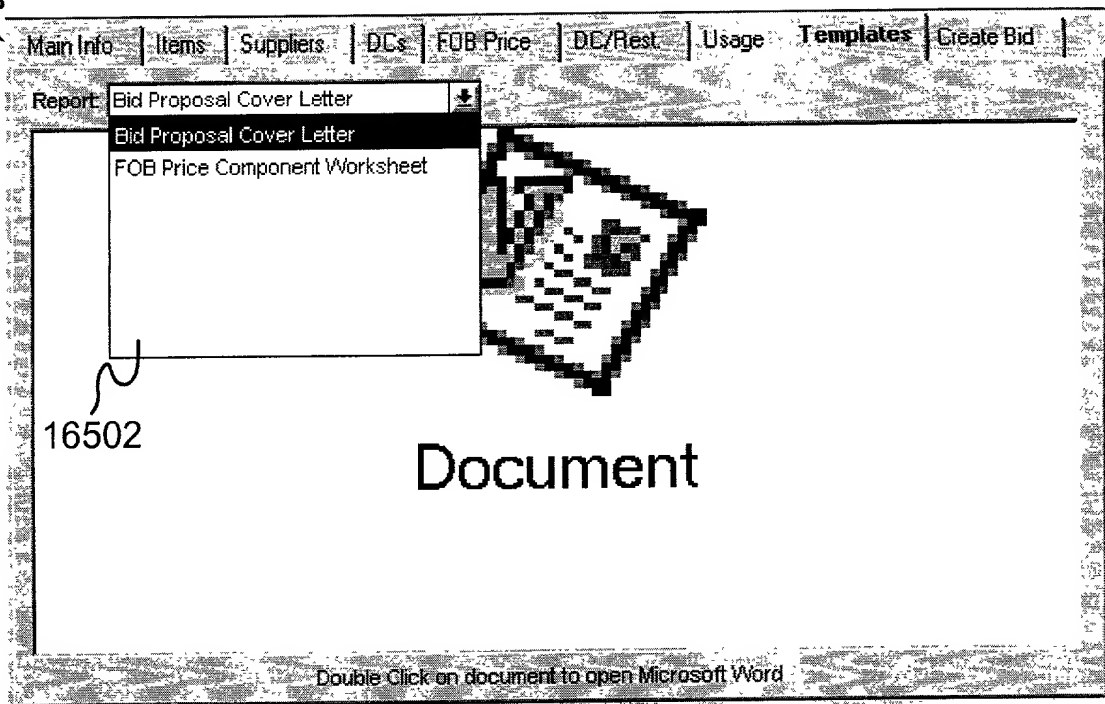 Main Info Items Suppliers DCs FOB Price DC/Rest. Usage Templates Create Bid
Report: Bid Proposal Cover Letter
Bid Proposal Cover Letter
FOB Price Component Worksheet
16502
Document
Double Click on document to open Microsoft Word